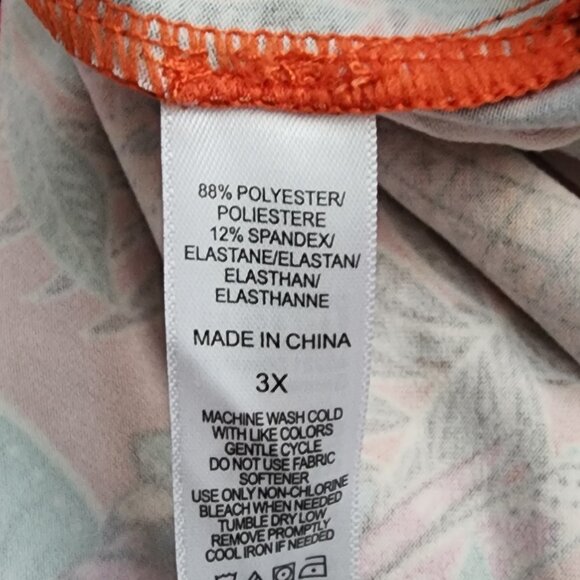 88% POLYESTER/
POLIESTERE
12% SPANDEX/
ELASTANE/ELASTAN/
ELASTHAN/
ELASTHANNE
MADE IN CHINA
3X
MACHINE WASH COLD
WITH LIKE COLORS
GENTLE CYCLE
DO NOT USE FABRIC
SOFTENER
USE ONLY NON-CHLORINE
BLEACH WHEN NEEDED
TUMBLE DRY LOW
REMOVE PROMPTLY
COOL IRON IF NEEDED